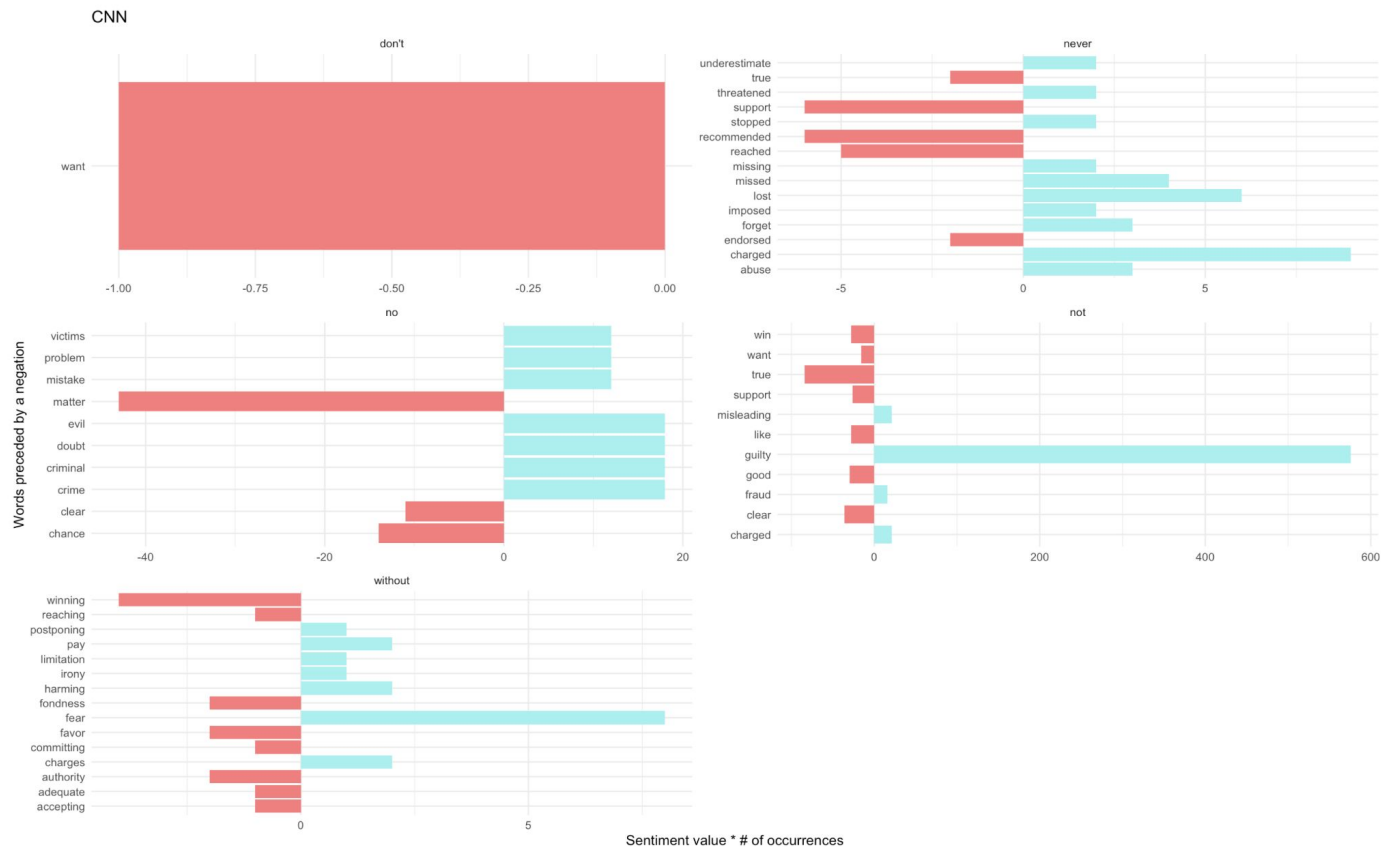 CNN
don't
want
-1.00 -0.75 -0.50 -0.25 0.00
never
underestimate
true
threatened
support
stopped
recommended
reached
missing
missed
lost
imposed
forget
endorsed
charged
abuse
-5 0 5
Words preceded by a negation
no
victims
problem
mistake
matter
evil
doubt
criminal
crime
clear
chance
-40 -20 0 20
not
win
want
true
support
misleading
like
guilty
good
fraud
clear
charged
0 200 400 600
without
winning
reaching
postponing
pay
limitation
irony
harming
fondness
fear
favor
committing
charges
authority
adequate
accepting
0 5
Sentiment value * # of occurrences